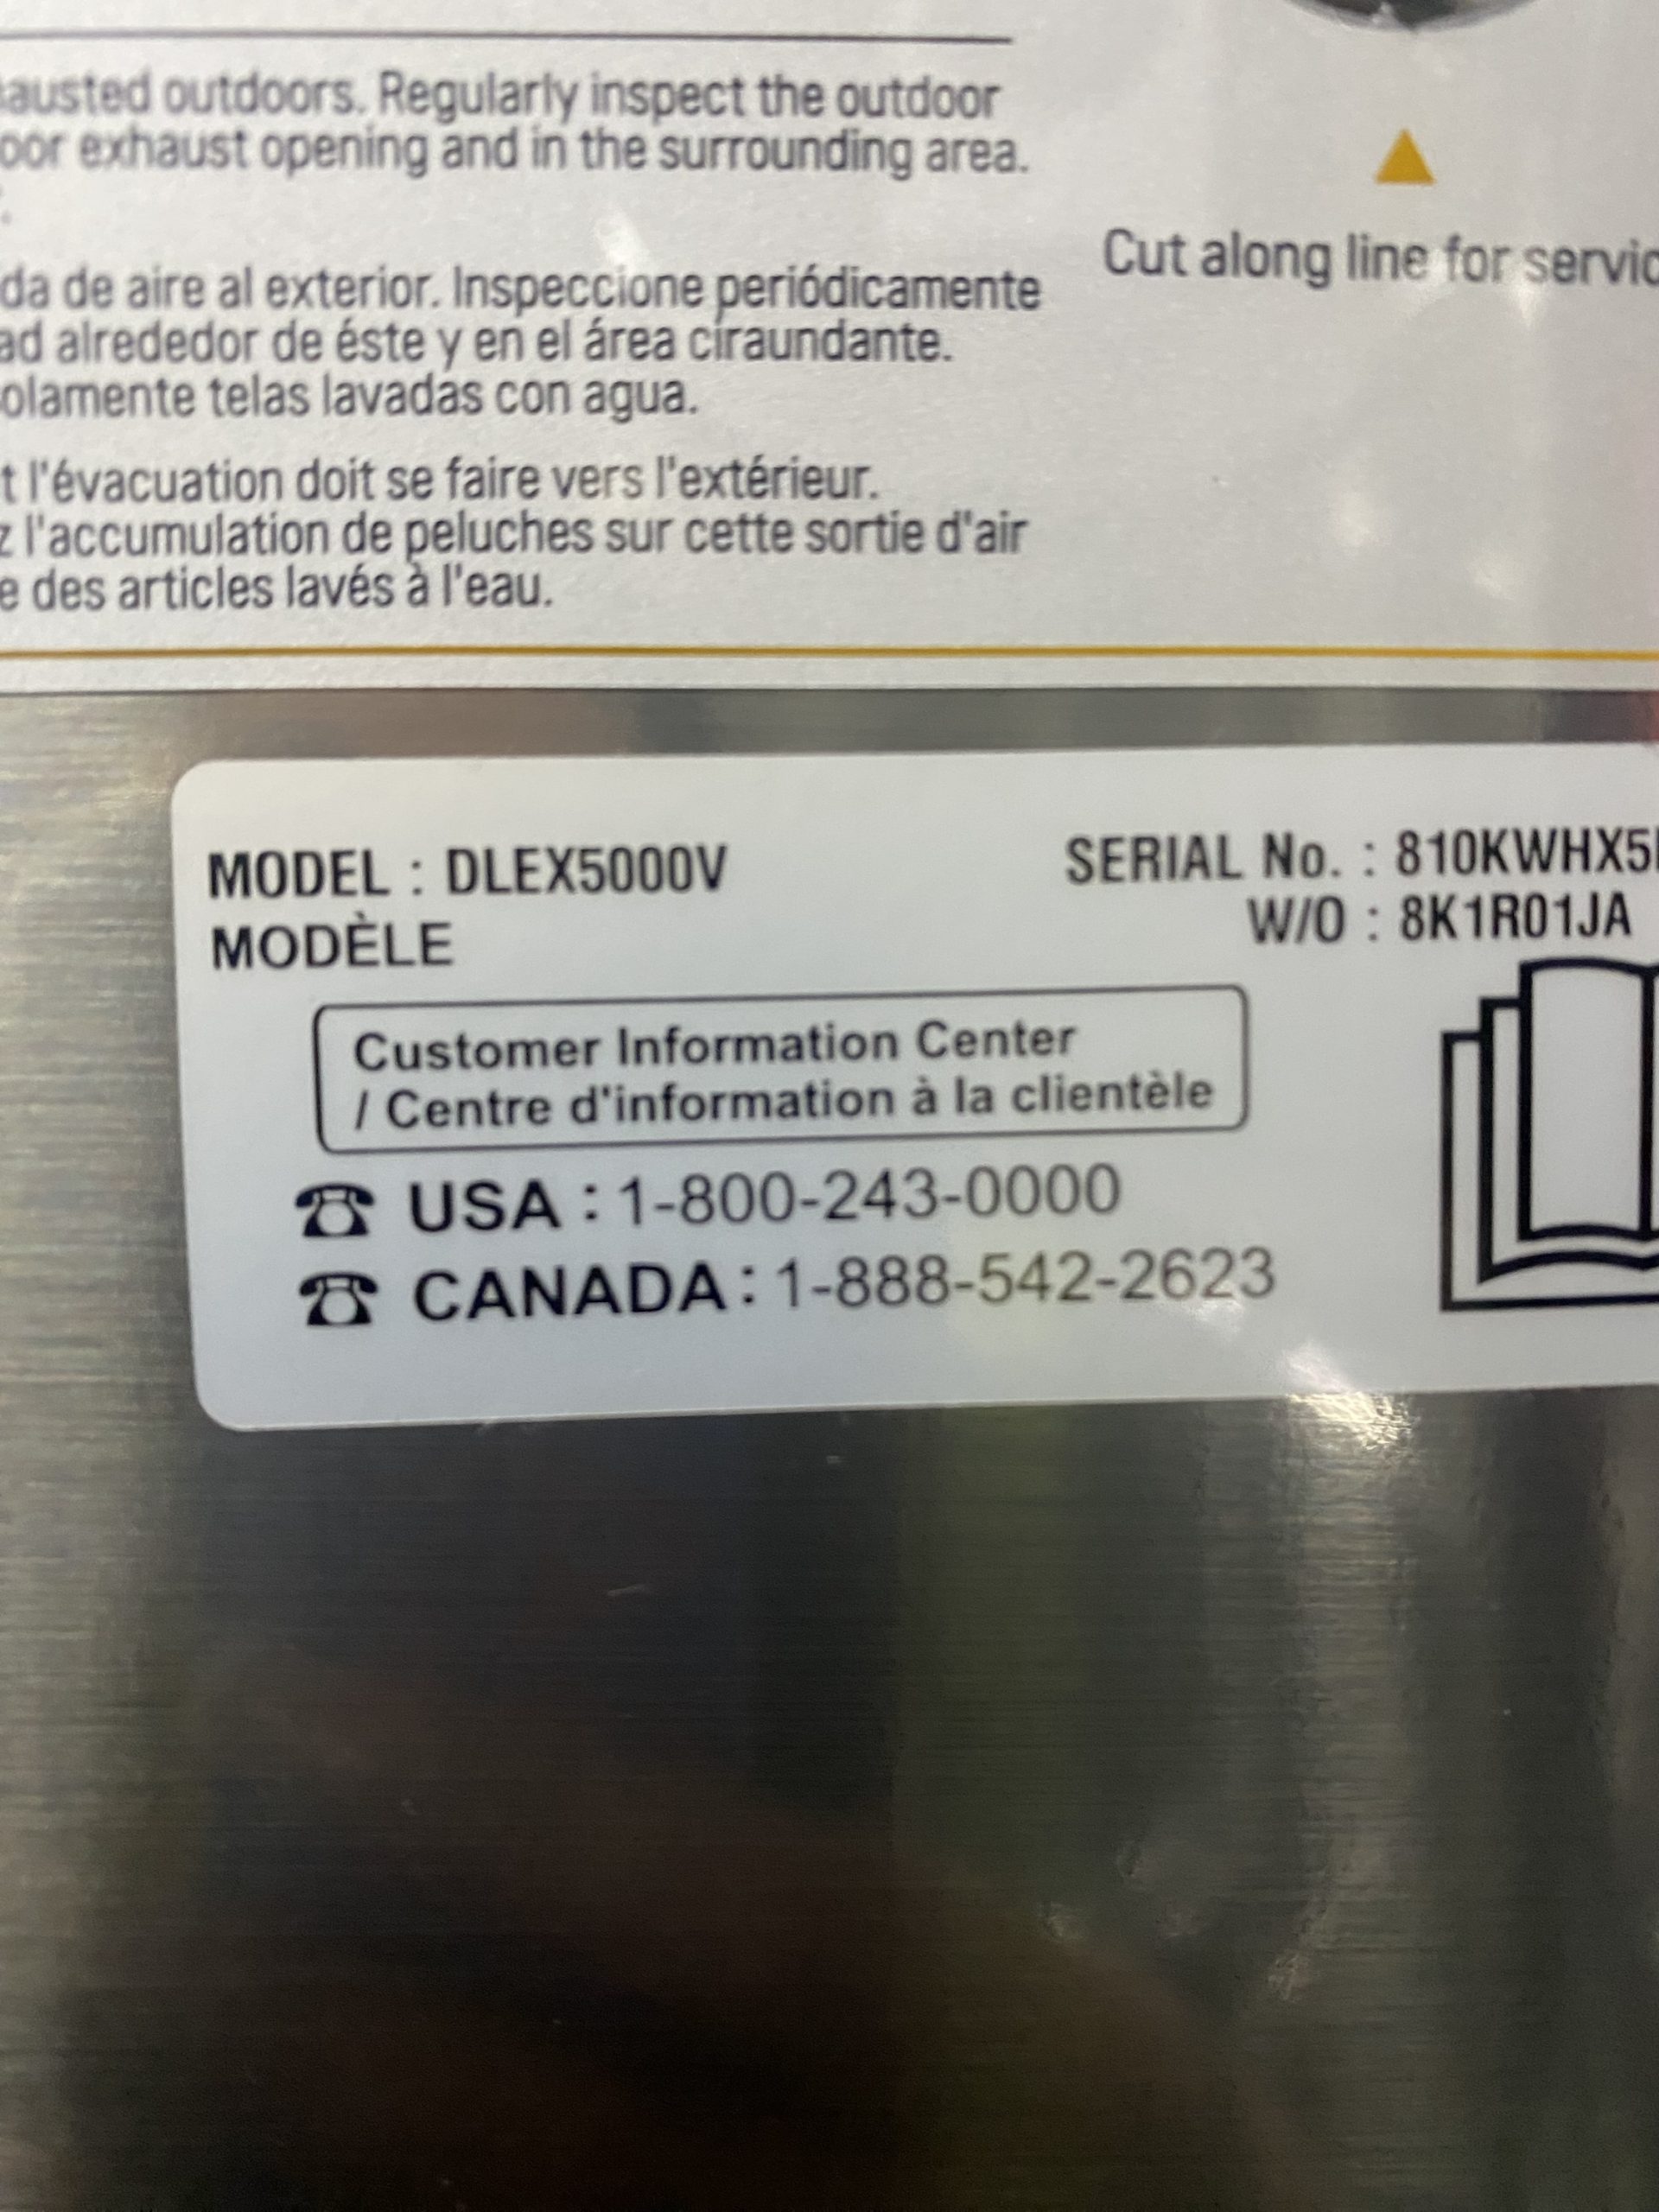 outdoors. Regularly inspect the outdoor
exhaust opening and in the surrounding area.
Cut along line for
da de aire al exterior. Inspeccione periódicamente
ad alrededor de éste y en el área ciraundante.
olamente telas lavadas con agua.
t l'évacuation doit se faire vers l'extérieur.
z l'accumulation de peluches sur cette sortie d'air
e des articles lavés à l'eau.
MODEL : DLEX5000V
MODÈLE
SERIAL No. : 810KWHX5
W/O : 8K1R01JA
Customer Information Center
/ Centre d'information à la clientèle
☎ USA : 1-800-243-0000
☎ CANADA : 1-888-542-2623